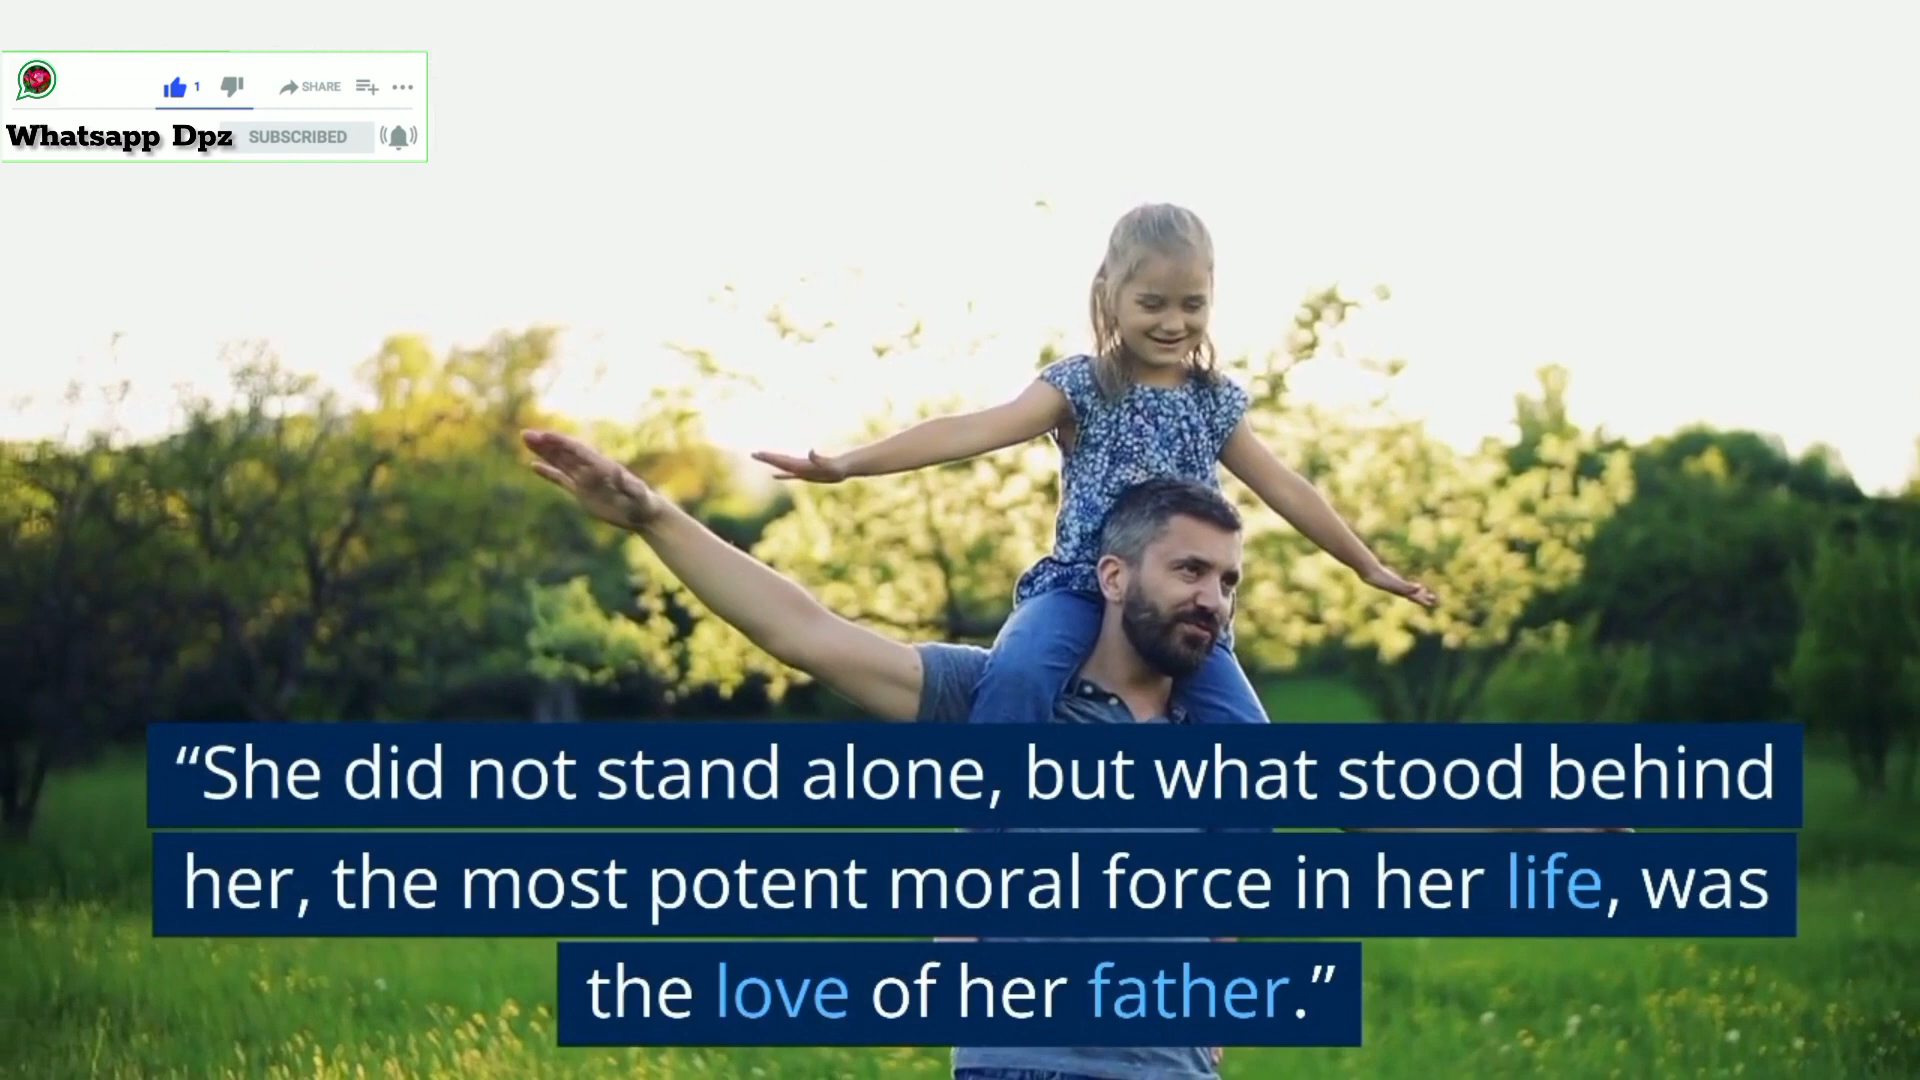 1 SHARE
Whatsapp Dpz SUBSCRIBED
“She did not stand alone, but what stood behind
her, the most potent moral force in her life, was
the love of her father.”